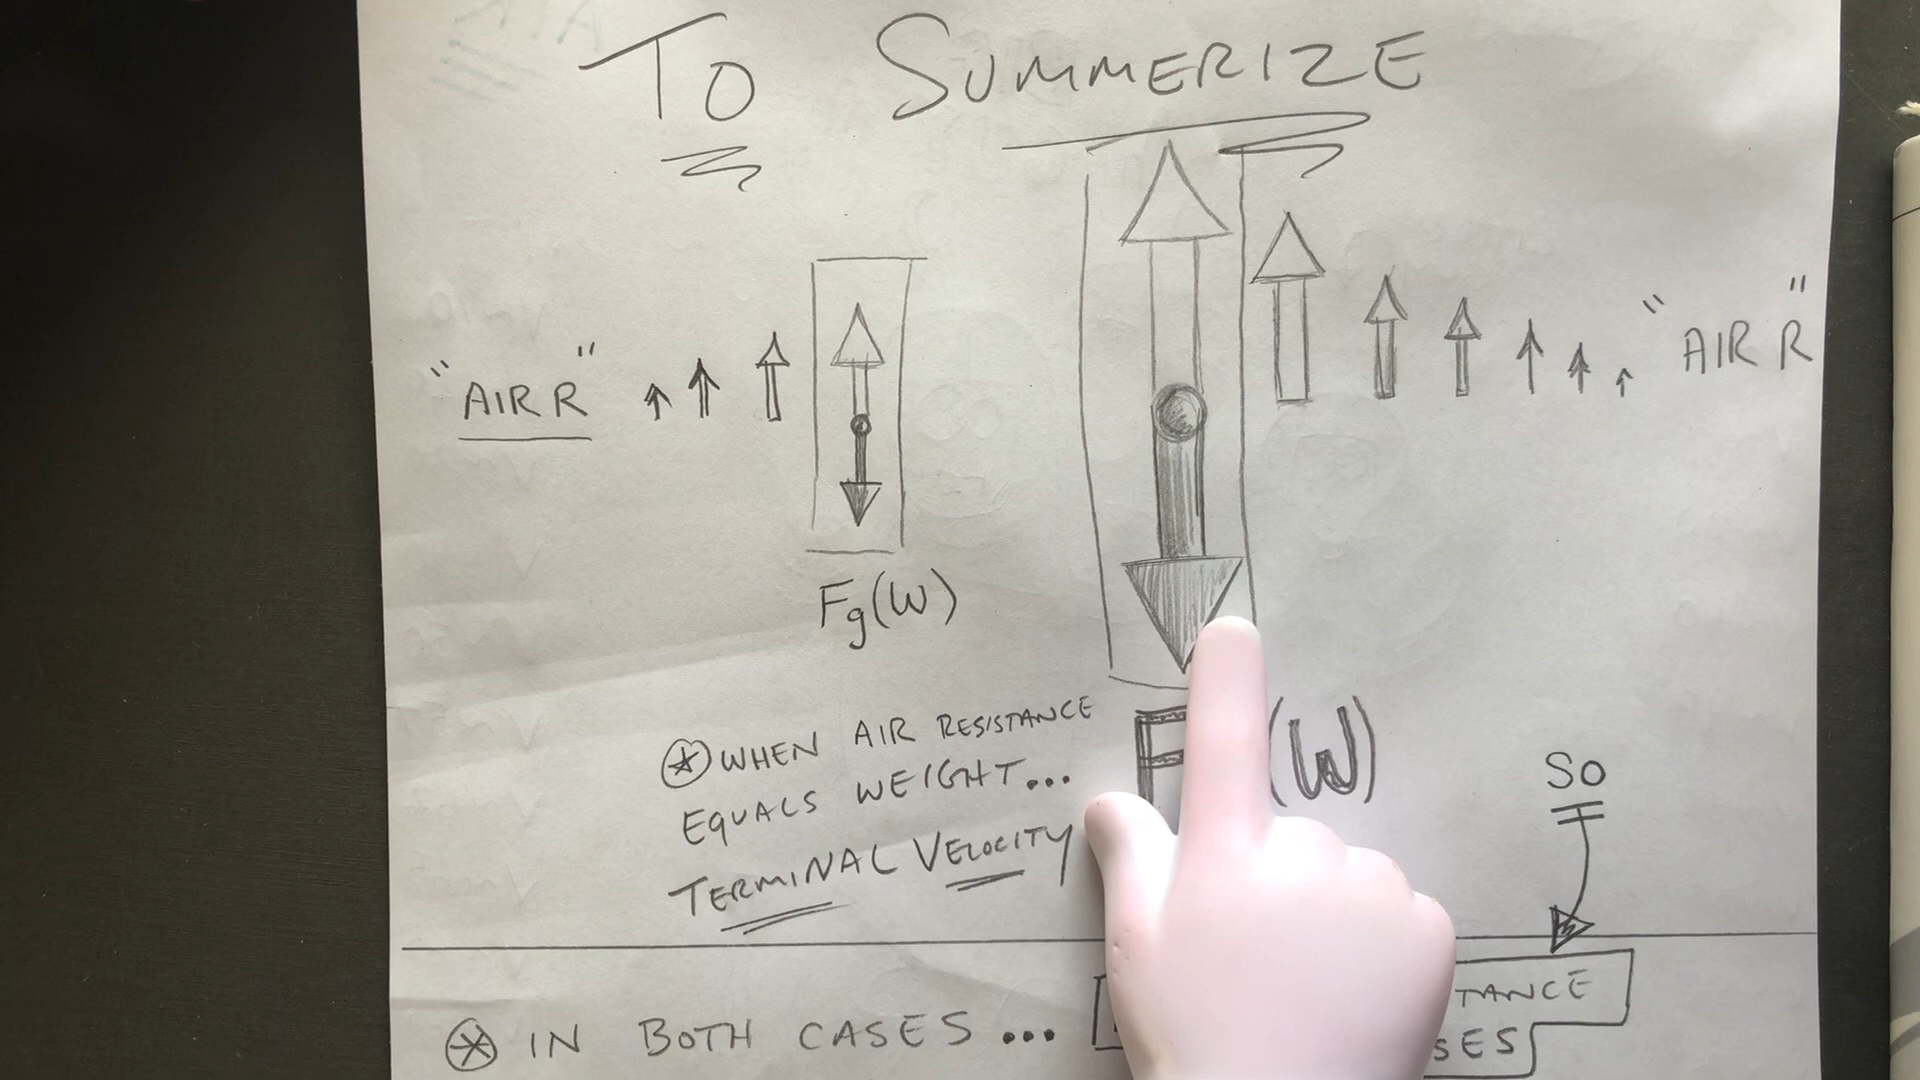 TO SUMMERIZE
"AIR R"
"AIR R"
Fg(W)
F (W)
⊛ WHEN AIR RESISTANCE
EQUALS WEIGHT...
TERMINAL VELOCITY
SO
⊛ IN BOTH CASES...